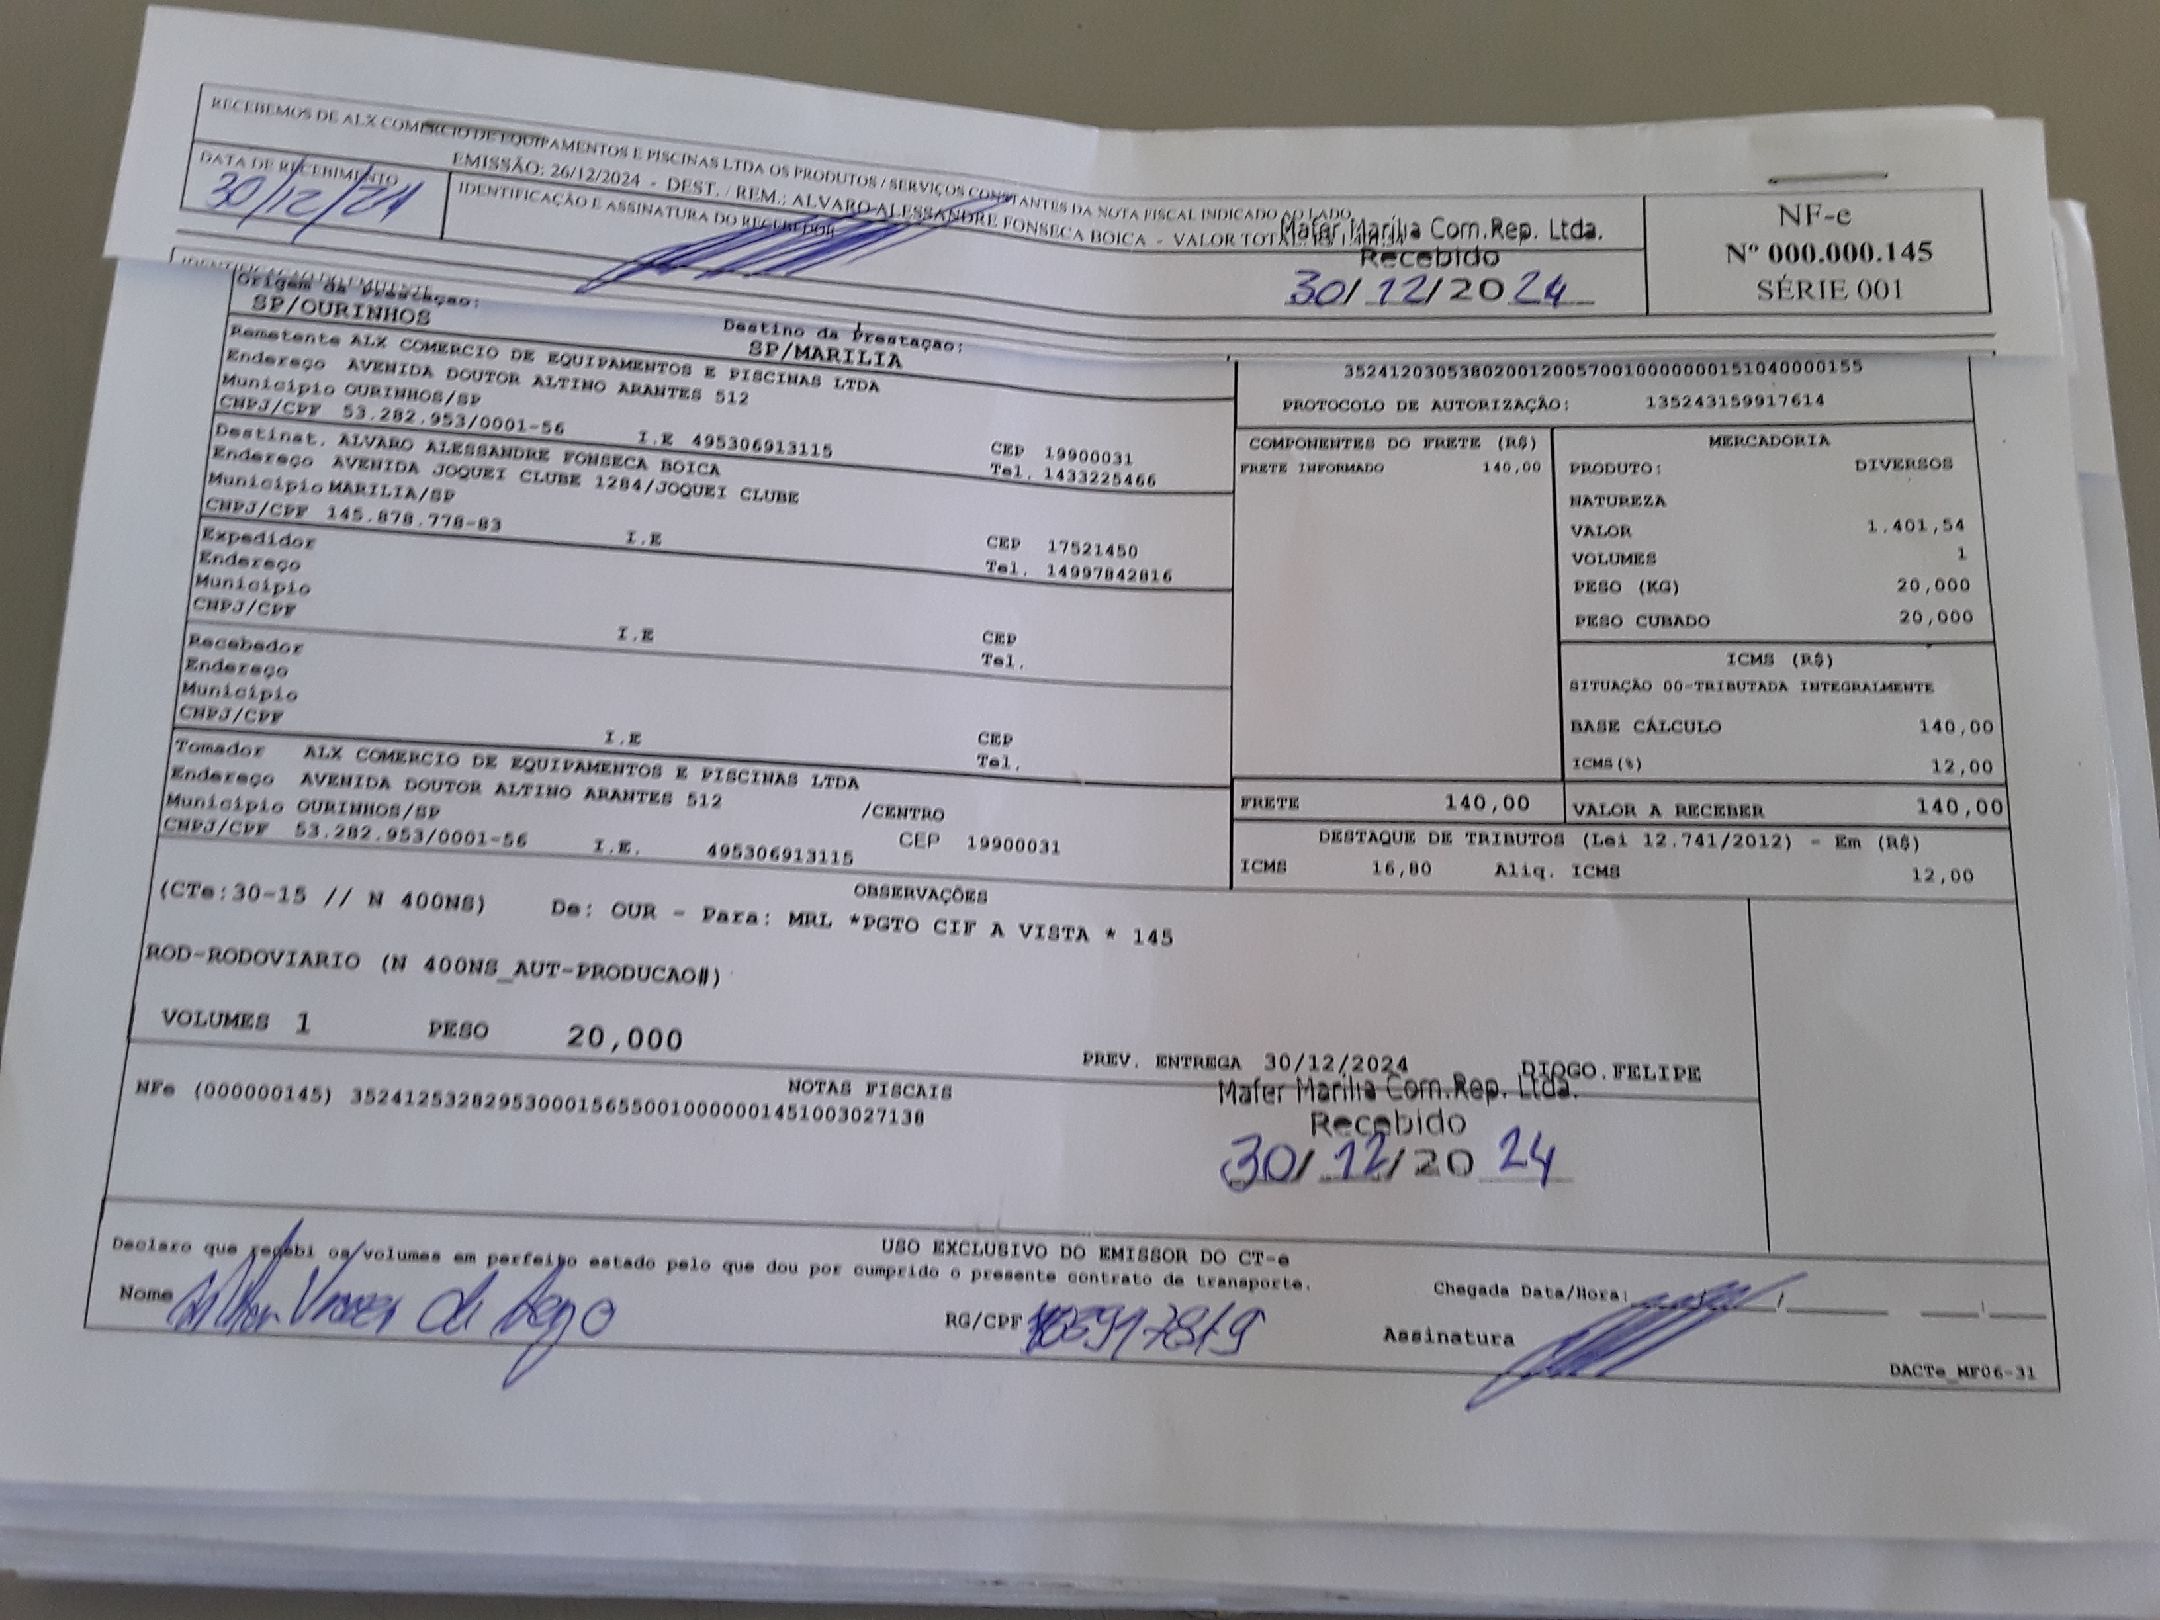 RECEBEMOS DE ALX COMERCIO DE EQUIPAMENTOS E PISCINAS LTDA OS PRODUTOS / SERVIÇOS CONSTANTES DA NOTA FISCAL INDICADO AO LADO
EMISSÃO: 26/12/2024 - DEST. / REM.: ALVARO ALESSANDRE FONSECA BOICA - VALOR TOTAL:
DATA DE RECEBIMENTO
30/12/24
IDENTIFICAÇÃO E ASSINATURA DO RECEBEDOR
Mafer Marília Com.Rep. Ltda.
Recebido
30/12/2024
NF-e
Nº 000.000.145
SÉRIE 001
IDENTIFICAÇÃO DO EMITENTE
Origem da Prestação:
SP/OURINHOS
Destino da Prestação:
SP/MARILIA
Remetente ALX COMERCIO DE EQUIPAMENTOS E PISCINAS LTDA
Endereço AVENIDA DOUTOR ALTINO ARANTES 512
Município OURINHOS/SP
CNPJ/CPF 53.282.953/0001-56 I.E 495306913115
CEP 19900031
Tel. 1433225466
Destinat. ALVARO ALESSANDRE FONSECA BOICA
Endereço AVENIDA JOQUEI CLUBE 1284/JOQUEI CLUBE
Município MARILIA/SP
CNPJ/CPF 145.878.778-83 I.E
CEP 17521450
Tel. 14997842816
Expedidor
Endereço
Município
CNPJ/CPF I.E
CEP
Tel.
Recebedor
Endereço
Município
CNPJ/CPF I.E
CEP
Tel.
Tomador ALX COMERCIO DE EQUIPAMENTOS E PISCINAS LTDA
Endereço AVENIDA DOUTOR ALTINO ARANTES 512 /CENTRO
Município OURINHOS/SP CEP 19900031
CNPJ/CPF 53.282.953/0001-56 I.E. 495306913115
35241203053802001200570010000000151040000155
PROTOCOLO DE AUTORIZAÇÃO: 135243159917614
COMPONENTES DO FRETE (R$)
FRETE INFORMADO 140,00
MERCADORIA
PRODUTO: DIVERSOS
NATUREZA
VALOR 1.401,54
VOLUMES 1
PESO (KG) 20,000
PESO CUBADO 20,000
ICMS (R$)
SITUAÇÃO 00-TRIBUTADA INTEGRALMENTE
BASE CÁLCULO 140,00
ICMS(%) 12,00
FRETE 140,00
VALOR A RECEBER 140,00
DESTAQUE DE TRIBUTOS (Lei 12.741/2012) - Em (R$)
ICMS 16,80 Aliq. ICMS 12,00
OBSERVAÇÕES
(CTe:30-15 // N 400NS) De: OUR - Para: MRL *PGTO CIF A VISTA * 145
ROD-RODOVIARIO (N 400NS_AUT-PRODUCAO#)
VOLUMES 1 PESO 20,000
PREV. ENTREGA 30/12/2024 DIOGO.FELIPE
NOTAS FISCAIS
NFe (000000145) 35241253282953000156550010000001451003027138
Mafer Marília Com.Rep. Ltda.
Recebido
30/12/2024
USO EXCLUSIVO DO EMISSOR DO CT-e
Declaro que recebi os volumes em perfeito estado pelo que dou por cumprido o presente contrato de transporte.
Nome
RG/CPF
Chegada Data/Hora:
Assinatura
DACTe_MF06-31